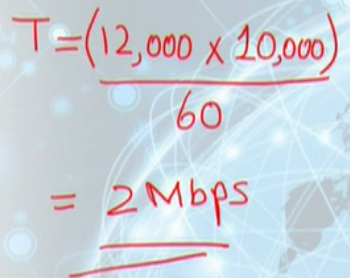 T=(12,000 x 10,000)
60
= 2 Mbps